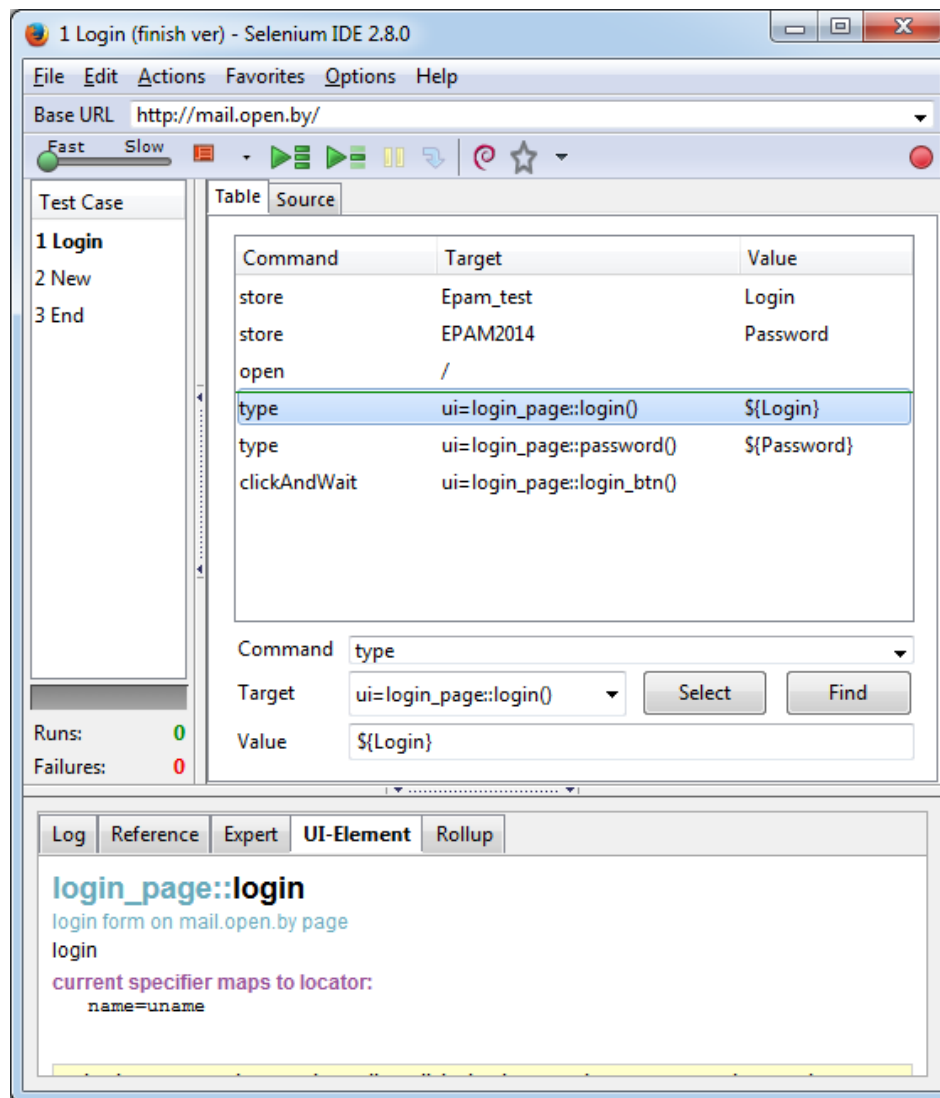 1 Login (finish ver) - Selenium IDE 2.8.0
File Edit Actions Favorites Options Help
Base URL http://mail.open.by/
Fast Slow
Test Case
1 Login
2 New
3 End
Runs: 0
Failures: 0
Table Source
Command Target Value
store Epam_test Login
store EPAM2014 Password
open /
type ui=login_page::login() ${Login}
type ui=login_page::password() ${Password}
clickAndWait ui=login_page::login_btn()
Command type
Target ui=login_page::login() Select Find
Value ${Login}
Log Reference Expert UI-Element Rollup
login_page::login
login form on mail.open.by page
login
current specifier maps to locator:
name=uname